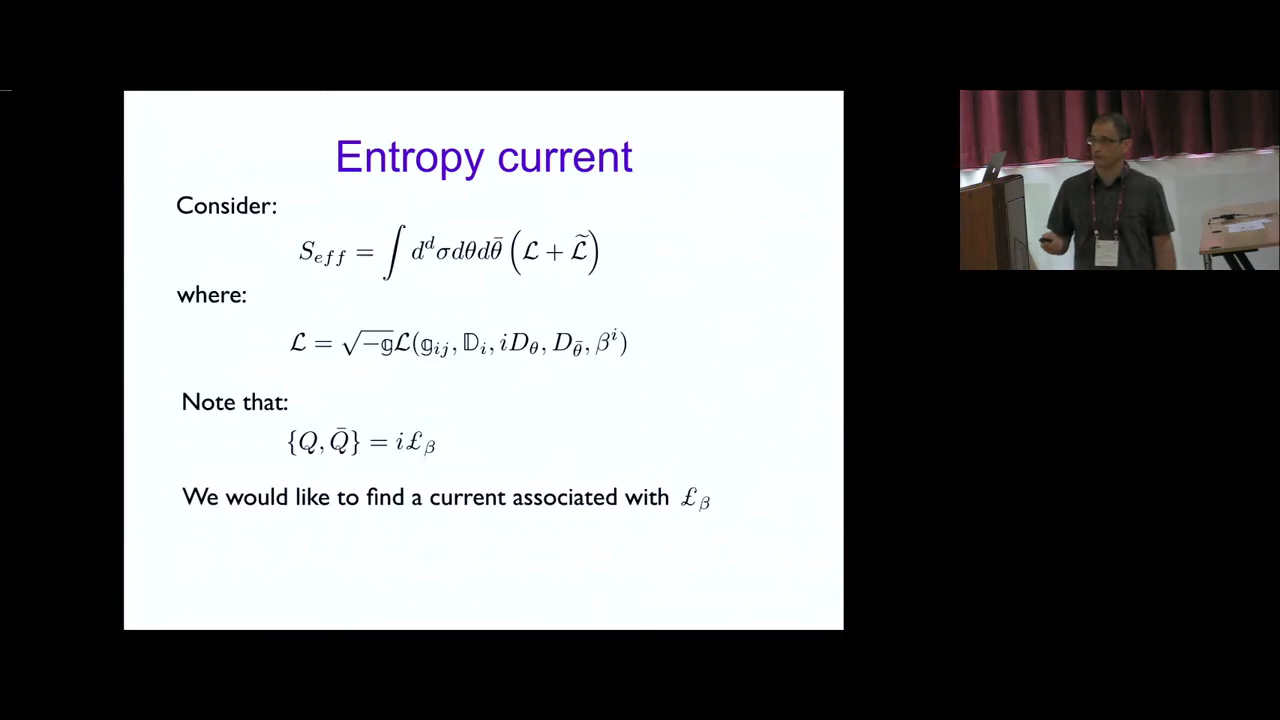 Entropy current
Consider:
$S_{eff} = \int d^d\sigma d\theta d\bar{\theta} \left( \mathcal{L} + \widetilde{\mathcal{L}} \right)$
where:
$\mathcal{L} = \sqrt{-\mathbb{g}} \mathcal{L}(\mathbb{g}_{ij}, \mathbb{D}_i, iD_\theta, D_{\bar{\theta}}, \beta^i)$
Note that:
$\{Q, \bar{Q}\} = i£_\beta$
We would like to find a current associated with $£_\beta$